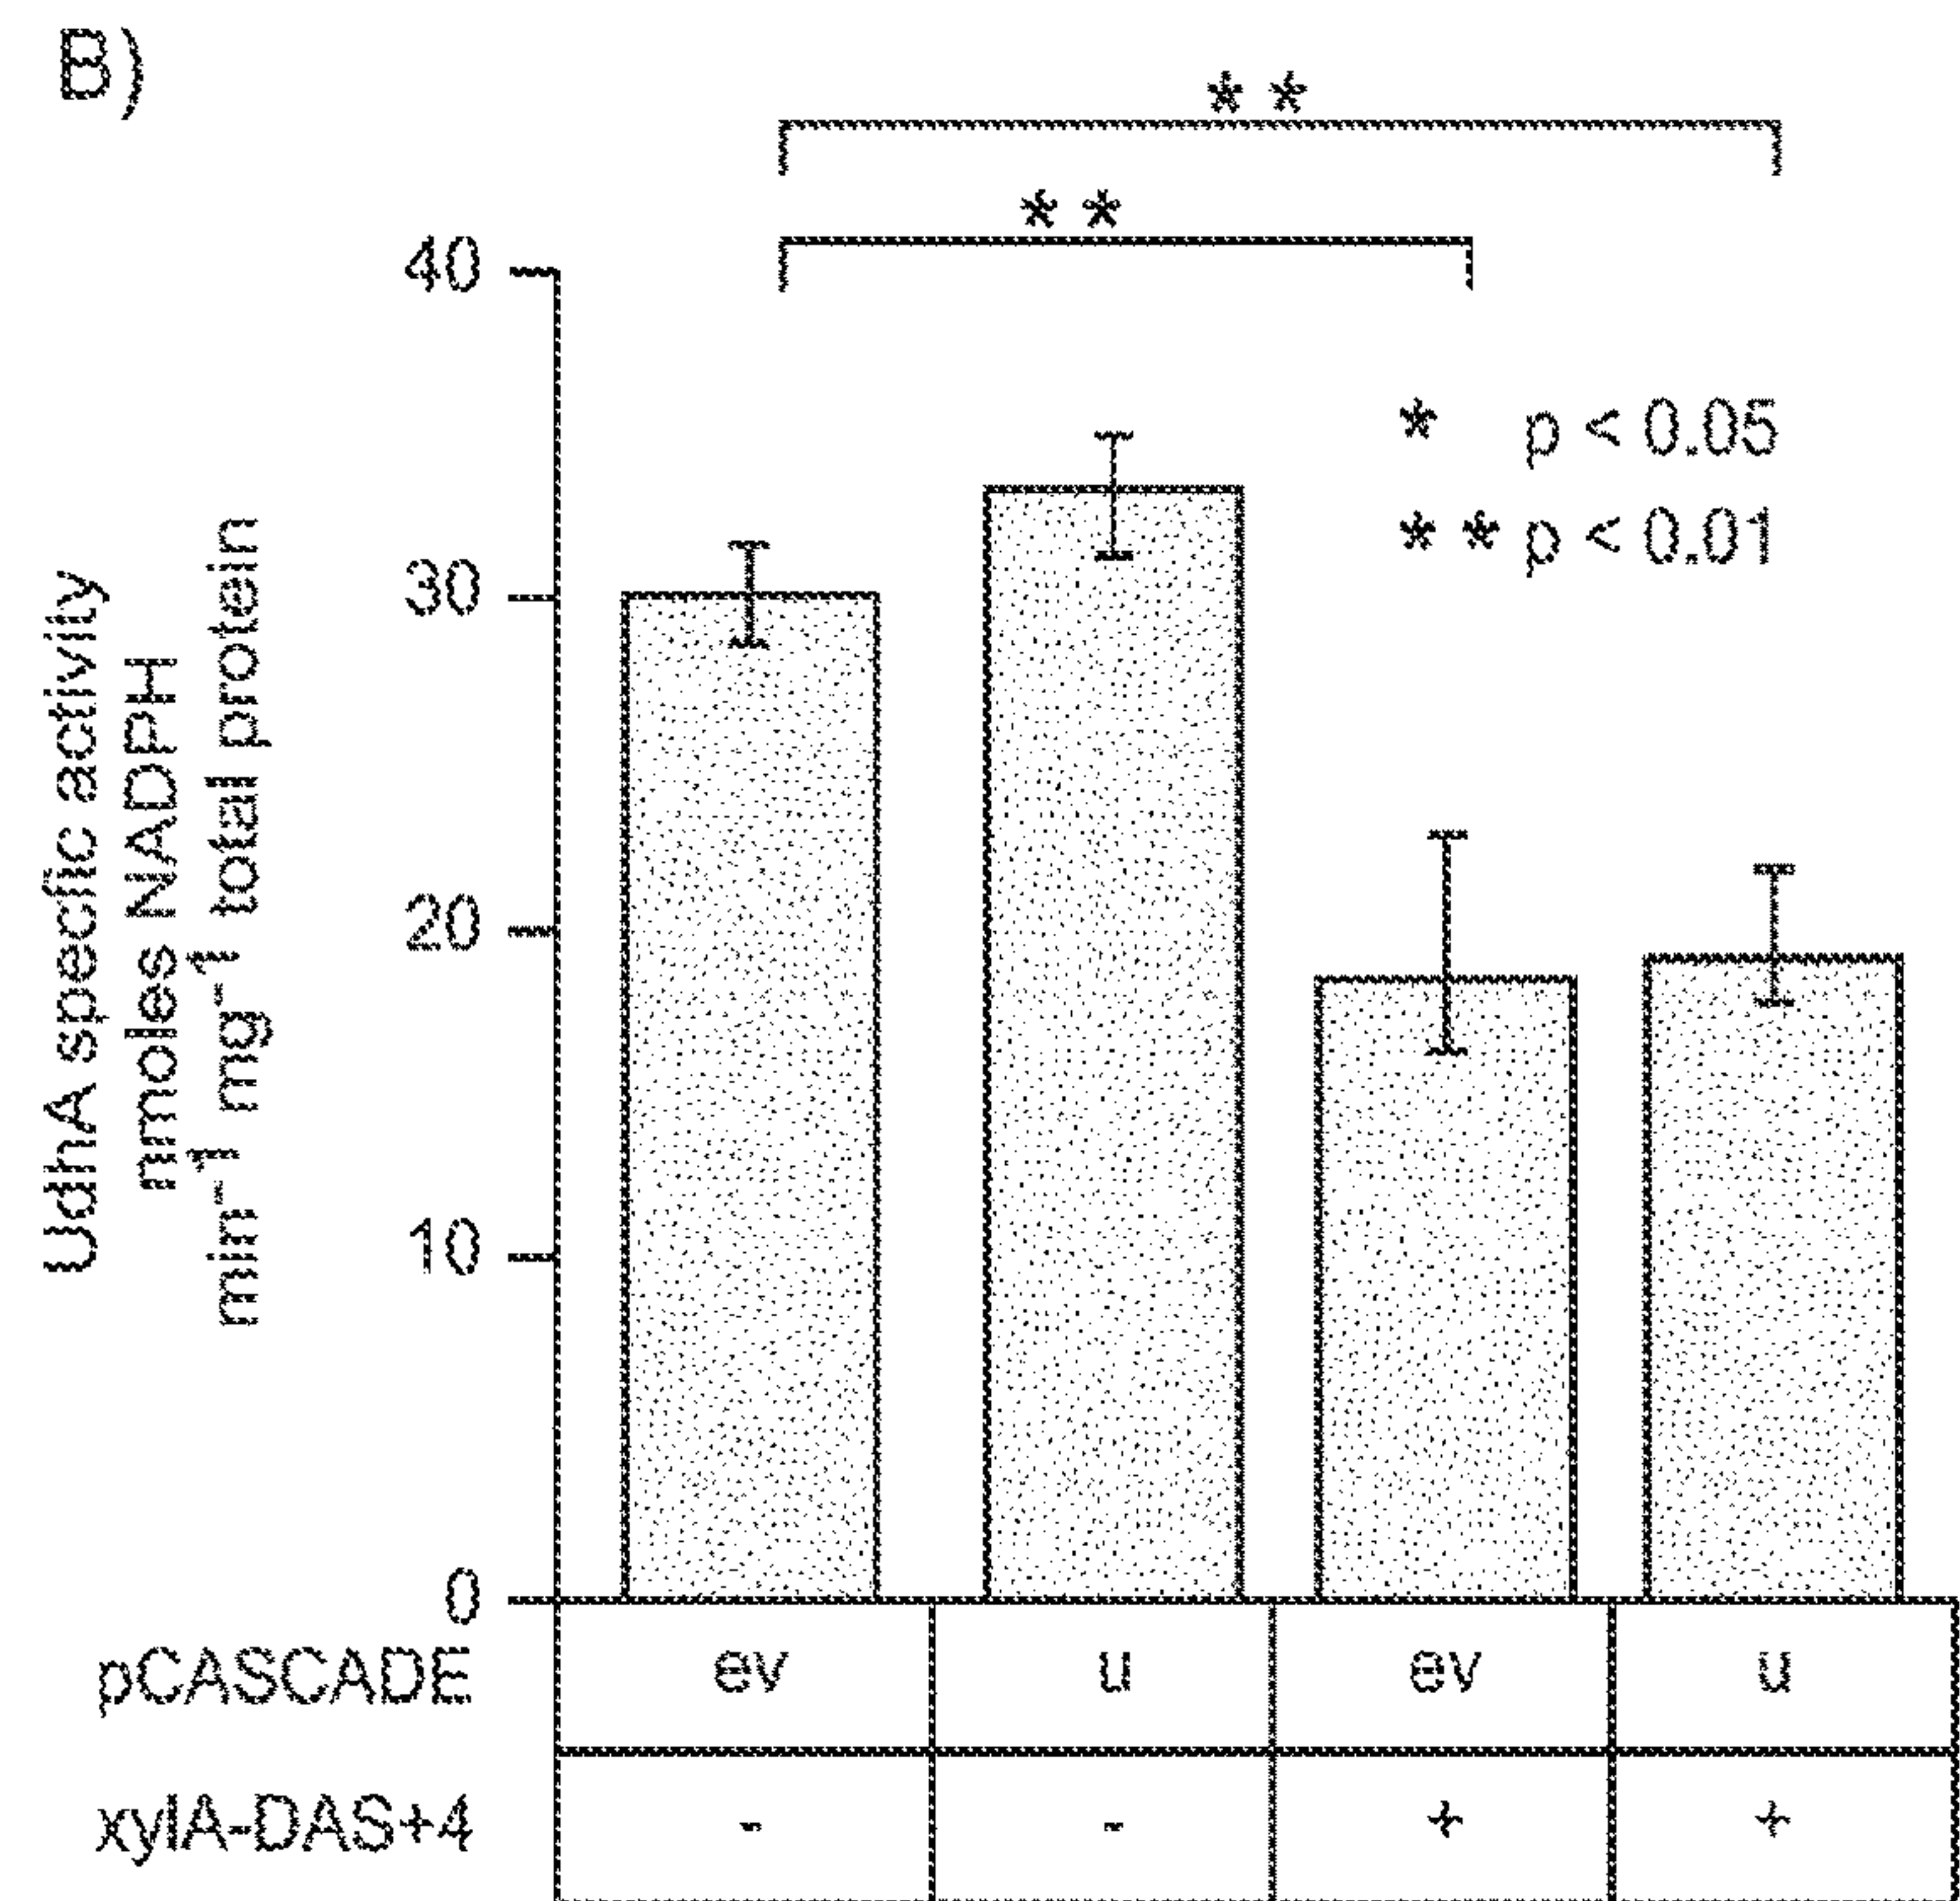 B)
* *
* *
40
30
20
10
0
UdhA specific activity
nmoles NADPH
min⁻¹ mg⁻¹ total protein
* p < 0.05
* * p < 0.01
pCASCADE ev u ev u
xylA-DAS+4 - - + +